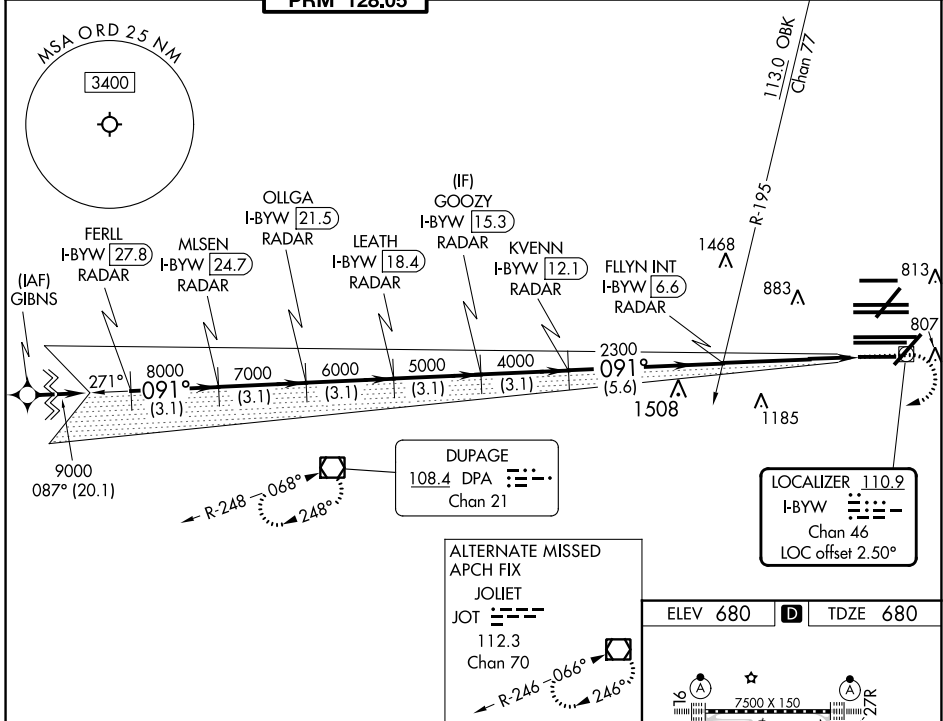 PRM 128.05
MSA ORD 25 NM
3400
113.0 OBK
Chan 77
R-195
(IAF)
GIBNS
FERLL
I-BYW 27.8
RADAR
MLSEN
I-BYW 24.7
RADAR
OLLGA
I-BYW 21.5
RADAR
LEATH
I-BYW 18.4
RADAR
(IF)
GOOZY
I-BYW 15.3
RADAR
KVENN
I-BYW 12.1
RADAR
FLLYN INT
I-BYW 6.6
RADAR
1468
883
813
807
271°
8000
091°
(3.1)
7000
(3.1)
6000
(3.1)
5000
(3.1)
4000
(3.1)
2300
091°
(5.6)
1508
1185
9000
087° (20.1)
R-248
068°
248°
DUPAGE
108.4 DPA
Chan 21
LOCALIZER 110.9
I-BYW
Chan 46
LOC offset 2.50°
ALTERNATE MISSED
APCH FIX
JOLIET
JOT
112.3
Chan 70
R-246
066°
246°
ELEV 680 D TDZE 680
A
A
7500 X 150
27R